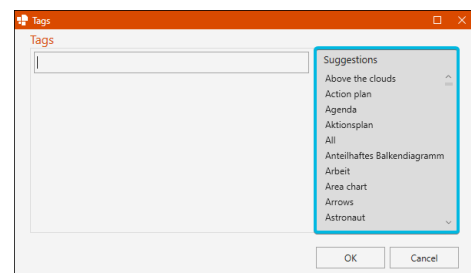 Tags
Tags
Suggestions
Above the clouds
Action plan
Agenda
Aktionsplan
All
Anteilhaftes Balkendiagramm
Arbeit
Area chart
Arrows
Astronaut
OK
Cancel